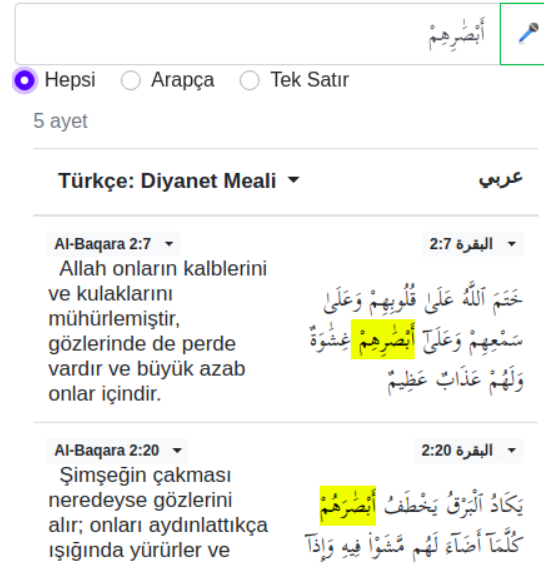 أَبْصَٰرِهِمْ
Hepsi Arapça Tek Satır
5 ayet
Türkçe: Diyanet Meali
عربي
Al-Baqara 2:7
Allah onların kalblerini
ve kulaklarını
mühürlemiştir,
gözlerinde de perde
vardır ve büyük azab
onlar içindir.
البقرة 2:7
خَتَمَ ٱللَّهُ عَلَىٰ قُلُوبِهِمْ وَعَلَىٰ
سَمْعِهِمْ وَعَلَىٰٓ أَبْصَٰرِهِمْ غِشَٰوَةٌ
وَلَهُمْ عَذَابٌ عَظِيمٌ
Al-Baqara 2:20
Şimşeğin çakması
neredeyse gözlerini
alır; onları aydınlattıkça
ışığında yürürler ve
البقرة 2:20
يَكَادُ ٱلْبَرْقُ يَخْطَفُ أَبْصَٰرَهُمْ
كُلَّمَآ أَضَآءَ لَهُم مَّشَوْا۟ فِيهِ وَإِذَآ